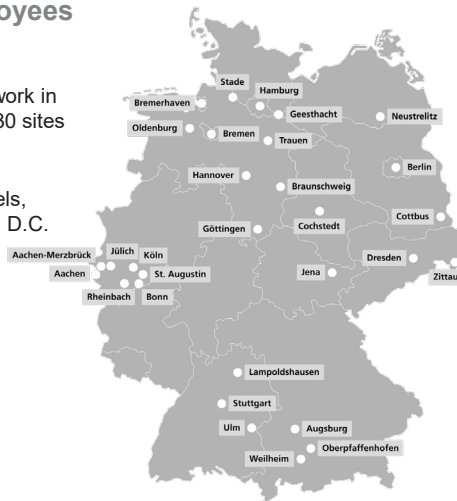 oyees
work in
30 sites
els,
D.C.
Stade
Hamburg
Bremerhaven
Geesthacht
Neustrelitz
Oldenburg
Bremen
Trauen
Berlin
Hannover
Braunschweig
Cottbus
Göttingen
Cochstedt
Aachen-Merzbrück
Jülich
Köln
Dresden
Aachen
St. Augustin
Jena
Zittau
Rheinbach
Bonn
Lampoldshausen
Stuttgart
Ulm
Augsburg
Oberpfaffenhofen
Weilheim